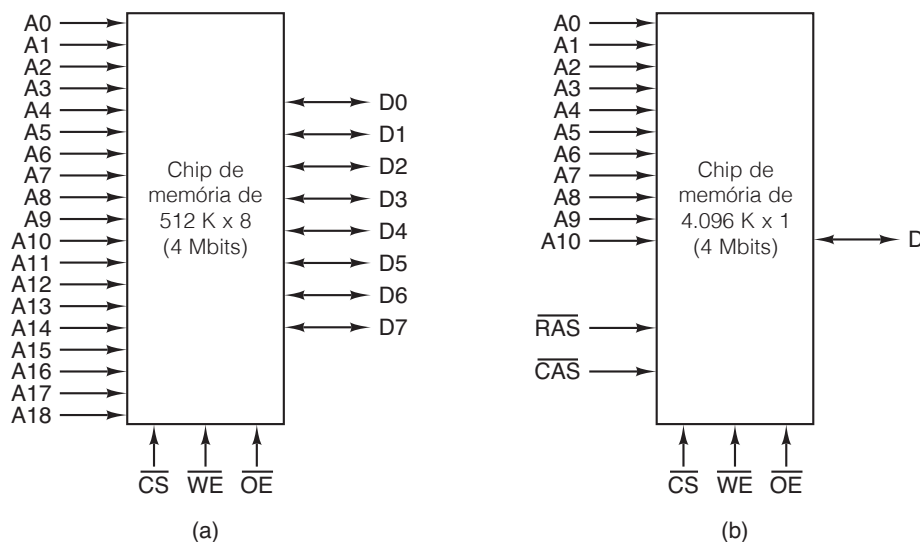 A0
A1
A2
A3
A4
A5
A6
A7
A8
A9
A10
A11
A12
A13
A14
A15
A16
A17
A18
Chip de
memória de
512 K x 8
(4 Mbits)
D0
D1
D2
D3
D4
D5
D6
D7
CS WE OE
(a)
A0
A1
A2
A3
A4
A5
A6
A7
A8
A9
A10
RAS
CAS
Chip de
memória de
4.096 K x 1
(4 Mbits)
D
CS WE OE
(b)